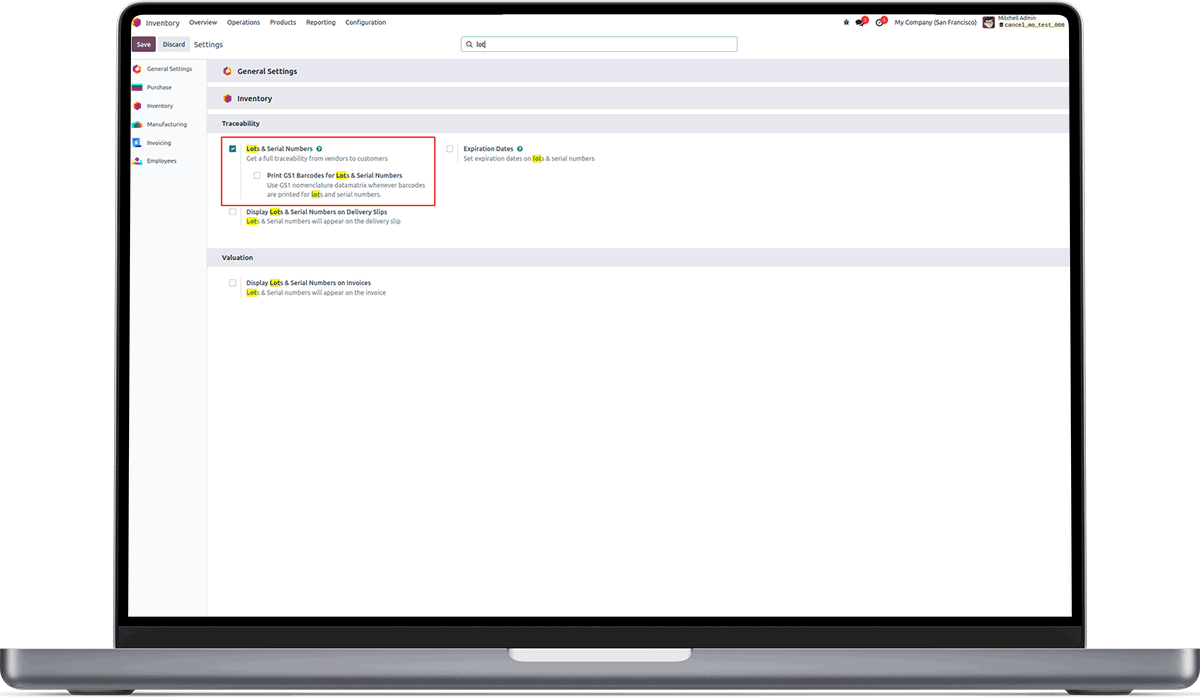 Inventory Overview Operations Products Reporting Configuration
My Company (San Francisco) Mitchell Admin
cancel_mo_test_006
Save Discard Settings
lot
General Settings
Purchase
Inventory
Manufacturing
Invoicing
Employees
General Settings
Inventory
Traceability
Lots & Serial Numbers
Get a full traceability from vendors to customers
Print GS1 Barcodes for Lots & Serial Numbers
Use GS1 nomenclature datamatrix whenever barcodes
are printed for lots and serial numbers.
Expiration Dates
Set expiration dates on lots & serial numbers
Display Lots & Serial Numbers on Delivery Slips
Lots & Serial numbers will appear on the delivery slip
Valuation
Display Lots & Serial Numbers on Invoices
Lots & Serial numbers will appear on the invoice